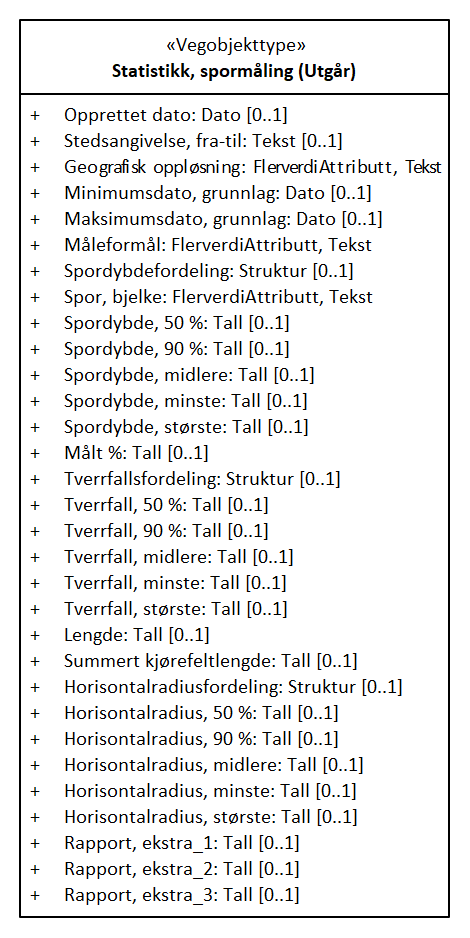 «Vegobjekttype»
Statistikk, spormåling (Utgår)
+ Opprettet dato: Dato [0..1]
+ Stedsangivelse, fra-til: Tekst [0..1]
+ Geografisk oppløsning: FlerverdiAttributt, Tekst
+ Minimumsdato, grunnlag: Dato [0..1]
+ Maksimumsdato, grunnlag: Dato [0..1]
+ Måleformål: FlerverdiAttributt, Tekst
+ Spordybdefordeling: Struktur [0..1]
+ Spor, bjelke: FlerverdiAttributt, Tekst
+ Spordybde, 50 %: Tall [0..1]
+ Spordybde, 90 %: Tall [0..1]
+ Spordybde, midlere: Tall [0..1]
+ Spordybde, minste: Tall [0..1]
+ Spordybde, største: Tall [0..1]
+ Målt %: Tall [0..1]
+ Tverrfallsfordeling: Struktur [0..1]
+ Tverrfall, 50 %: Tall [0..1]
+ Tverrfall, 90 %: Tall [0..1]
+ Tverrfall, midlere: Tall [0..1]
+ Tverrfall, minste: Tall [0..1]
+ Tverrfall, største: Tall [0..1]
+ Lengde: Tall [0..1]
+ Summert kjørefeltlengde: Tall [0..1]
+ Horisontalradiusfordeling: Struktur [0..1]
+ Horisontalradius, 50 %: Tall [0..1]
+ Horisontalradius, 90 %: Tall [0..1]
+ Horisontalradius, midlere: Tall [0..1]
+ Horisontalradius, minste: Tall [0..1]
+ Horisontalradius, største: Tall [0..1]
+ Rapport, ekstra_1: Tall [0..1]
+ Rapport, ekstra_2: Tall [0..1]
+ Rapport, ekstra_3: Tall [0..1]